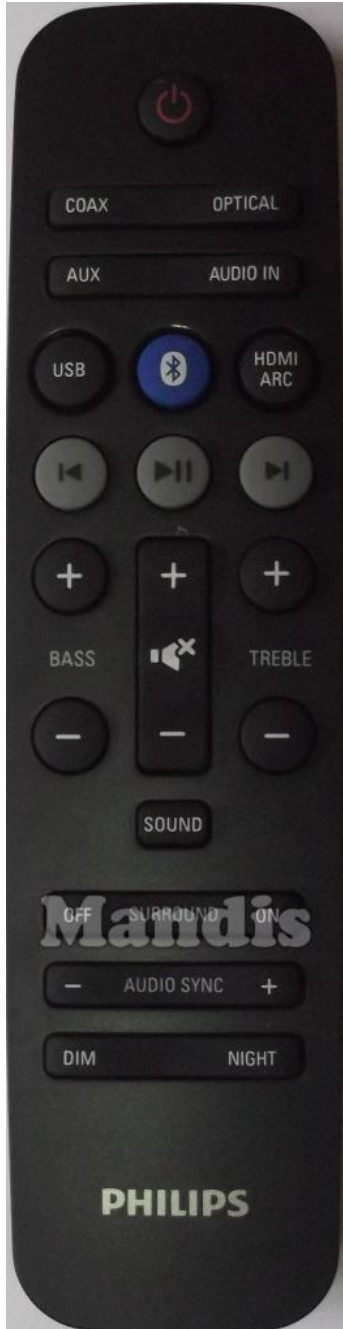 COAX OPTICAL
AUX AUDIO IN
USB HDMI
ARC
+ + +
BASS TREBLE
- - -
SOUND
OFF SURROUND ON
Mandis
- AUDIO SYNC +
DIM NIGHT
PHILIPS